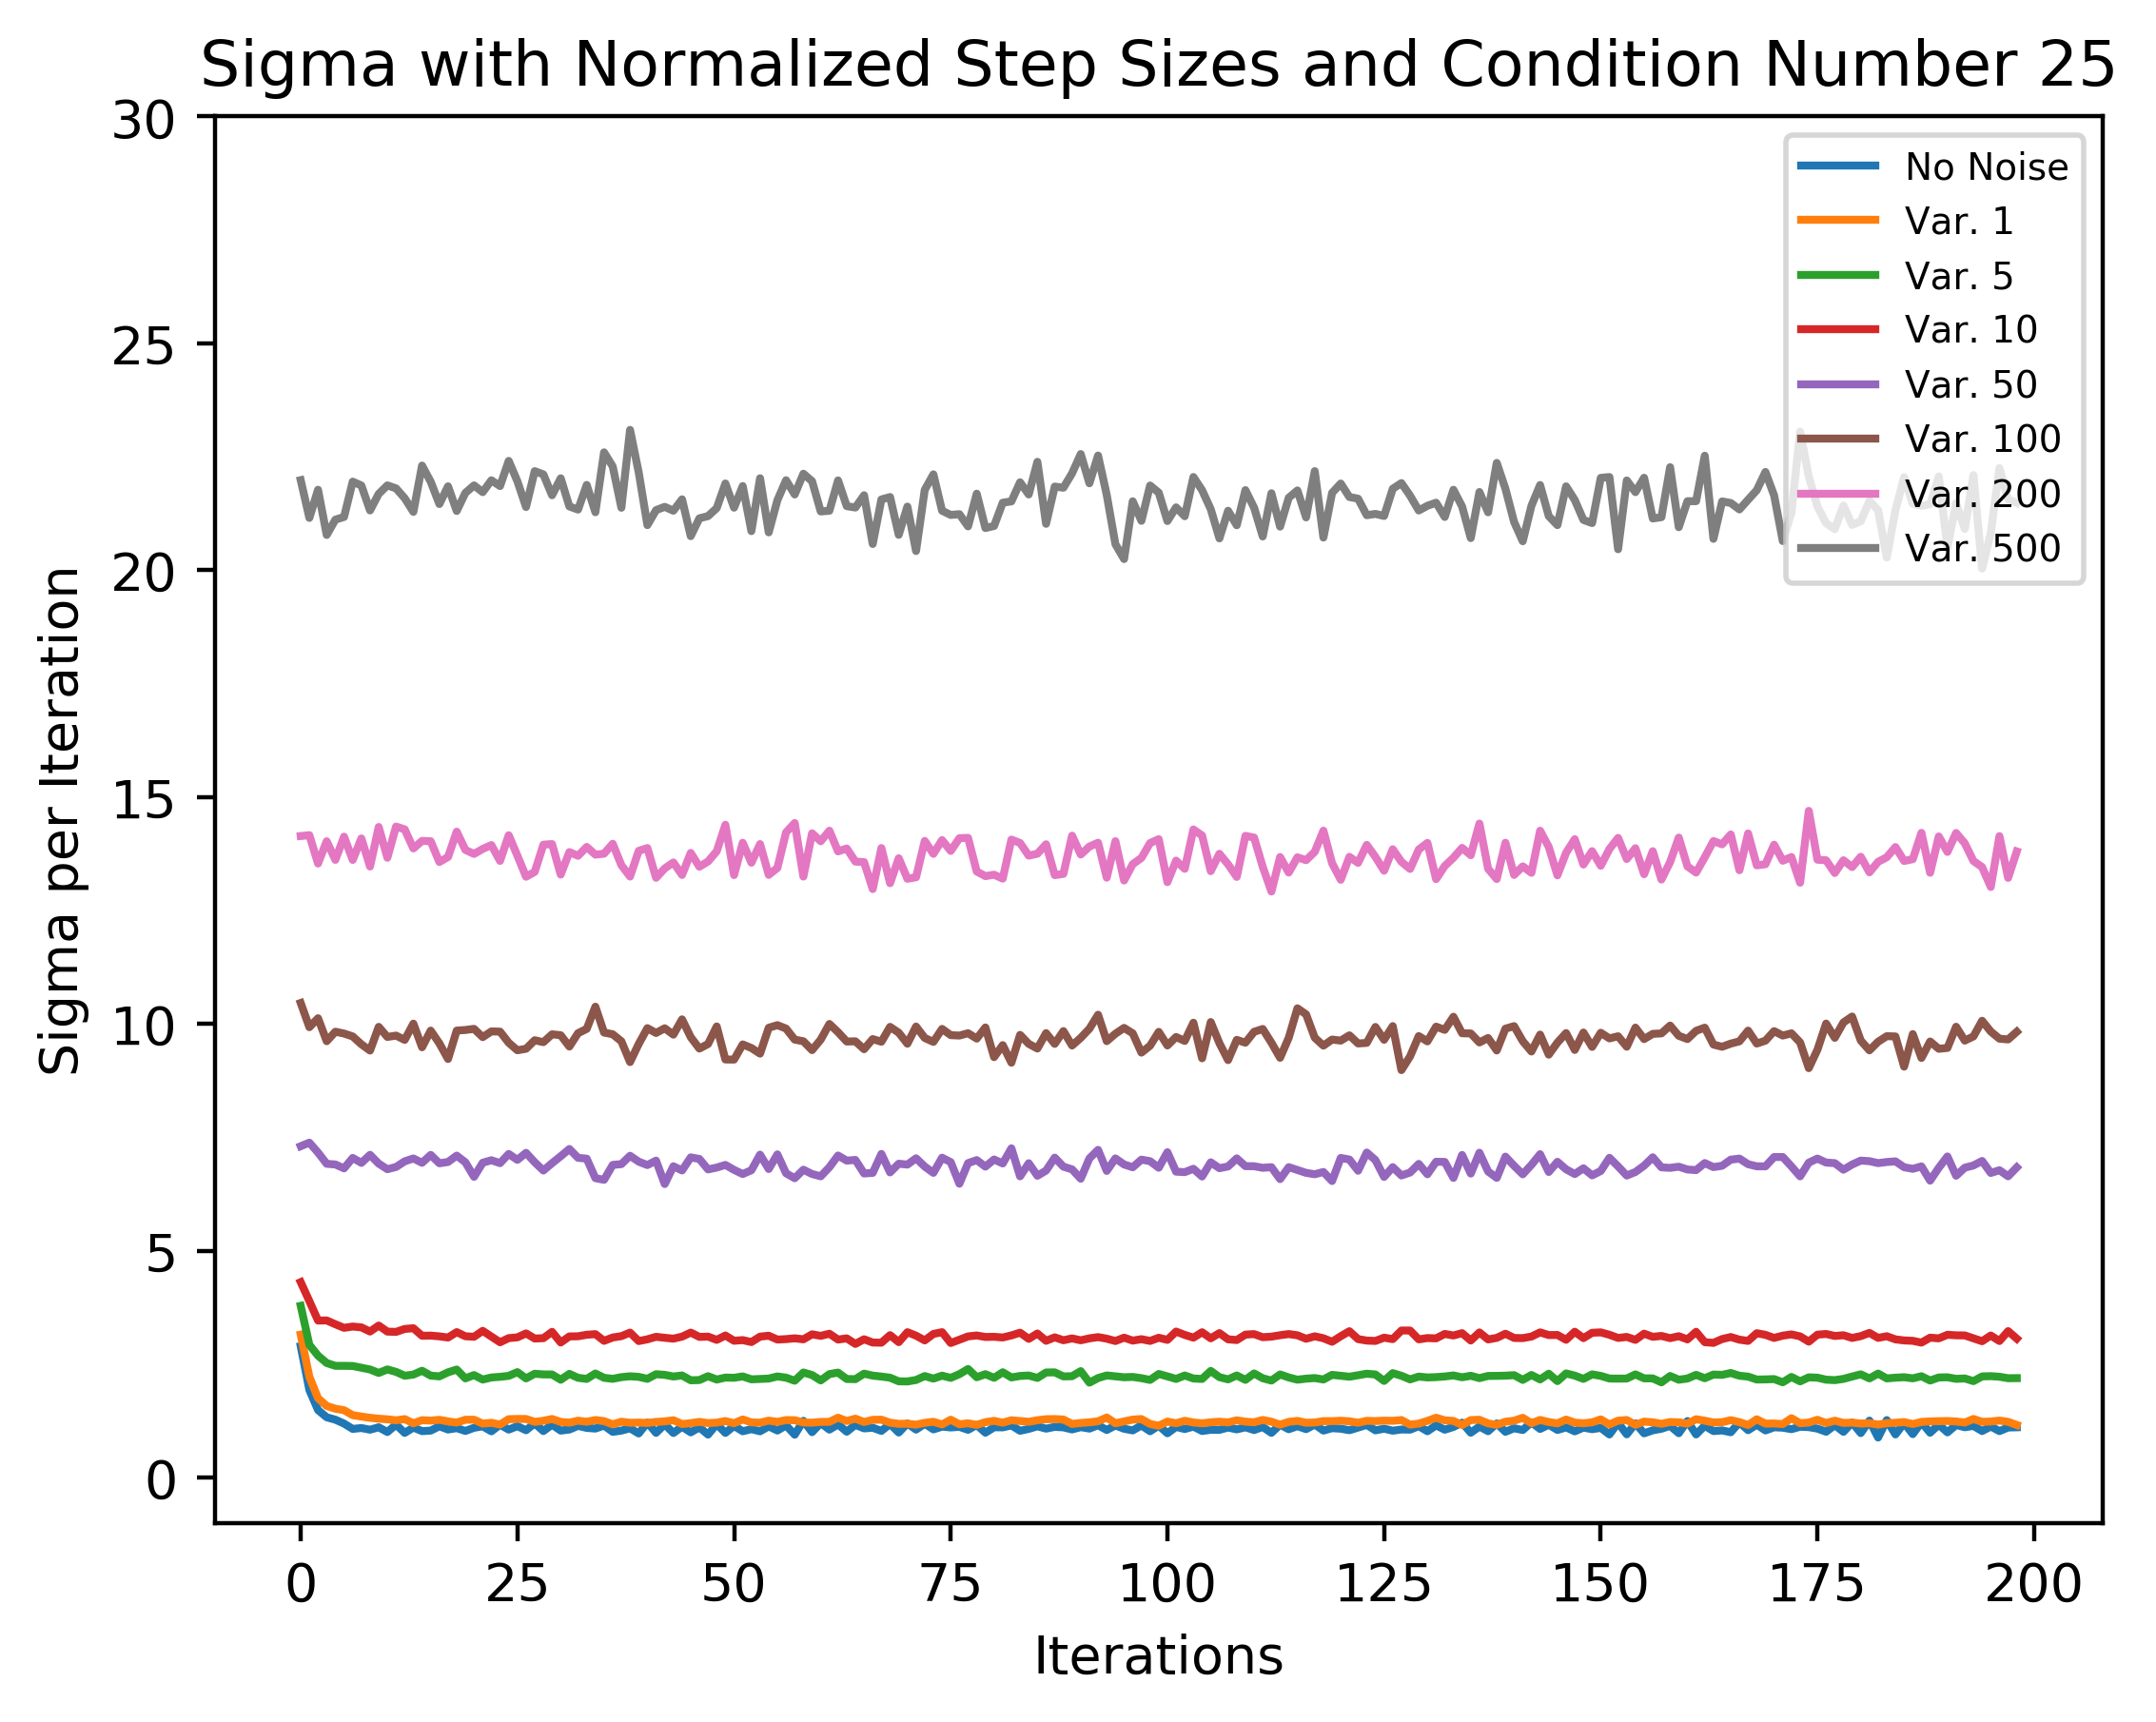 Sigma with Normalized Step Sizes and Condition Number 25
30
25
20
15
10
5
0
Sigma per Iteration
No Noise
Var. 1
Var. 5
Var. 10
Var. 50
Var. 100
Var. 200
Var. 500
0 25 50 75 100 125 150 175 200
Iterations